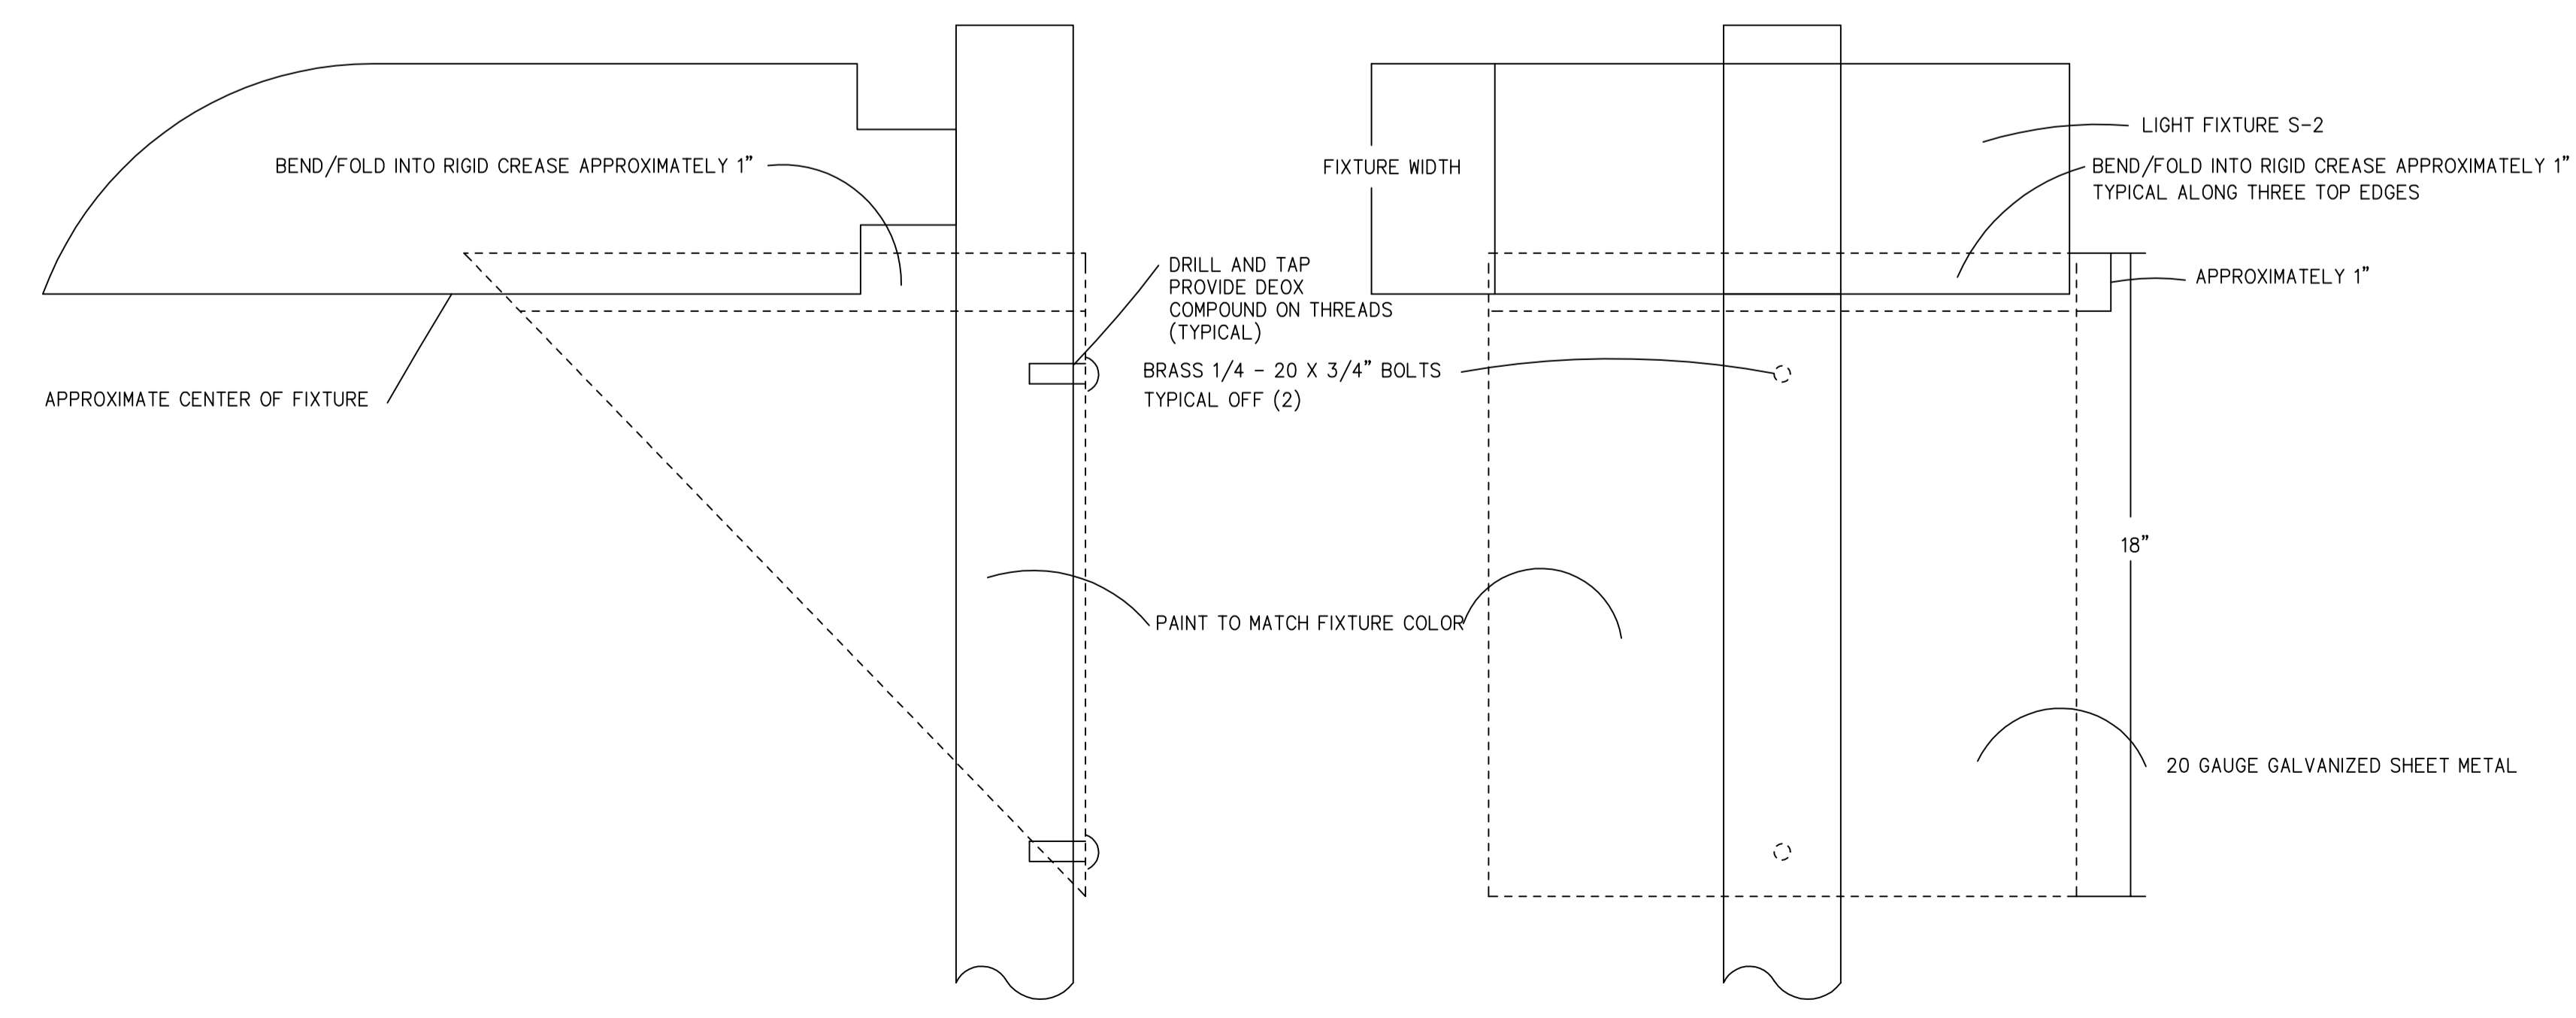 BEND/FOLD INTO RIGID CREASE APPROXIMATELY 1"
APPROXIMATE CENTER OF FIXTURE
DRILL AND TAP
PROVIDE DEOX
COMPOUND ON THREADS
(TYPICAL)
BRASS 1/4 - 20 X 3/4" BOLTS
TYPICAL OFF (2)
PAINT TO MATCH FIXTURE COLOR
FIXTURE WIDTH
LIGHT FIXTURE S-2
BEND/FOLD INTO RIGID CREASE APPROXIMATELY 1"
TYPICAL ALONG THREE TOP EDGES
APPROXIMATELY 1"
18"
20 GAUGE GALVANIZED SHEET METAL